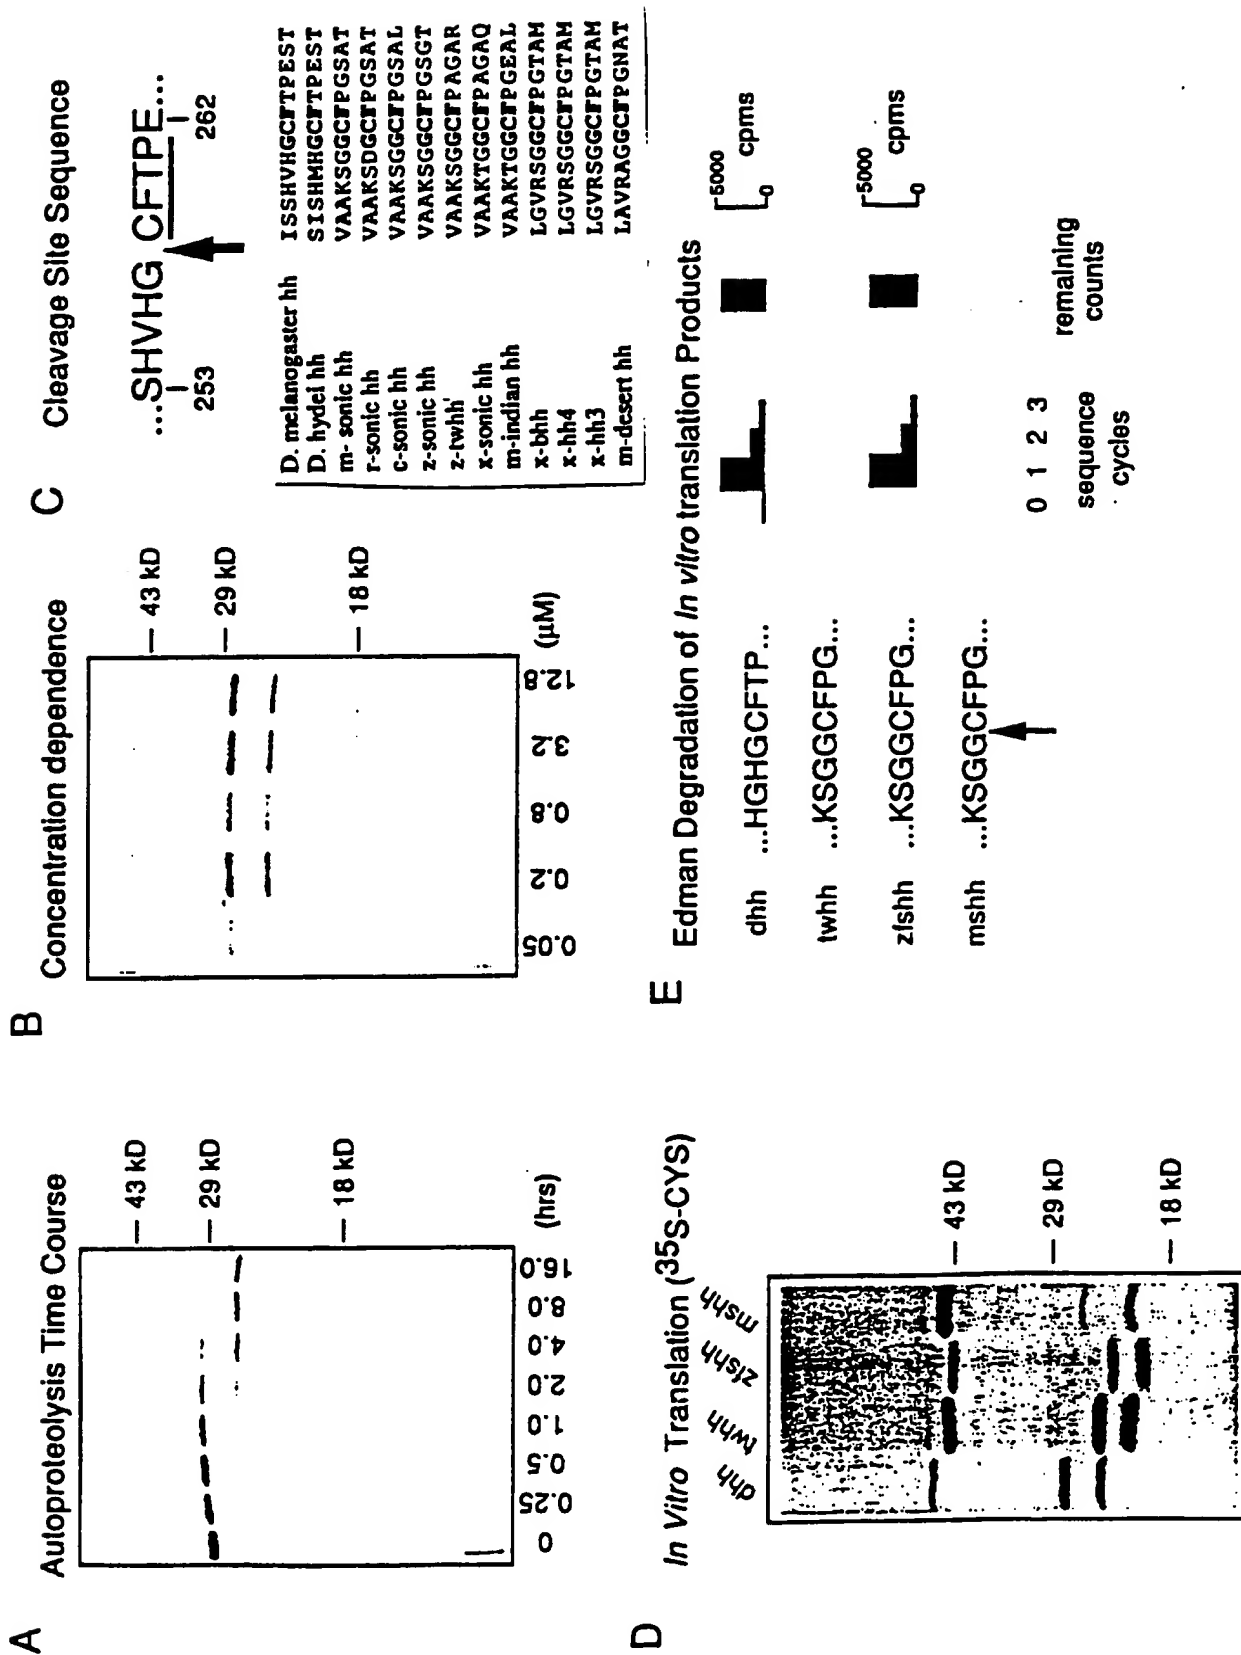 A
Autoproteolysis Time Course
43 kD
29 kD
18 kD
0 0.25 0.5 1.0 2.0 4.0 8.0 16.0 (hrs)
B
Concentration dependence
43 kD
29 kD
18 kD
0.05 0.2 0.8 3.2 12.8 (µM)
C
Cleavage Site Sequence
...SHVHG CFTPE...
253 262
D. melanogaster hh ISSHVHGCFTPEST
D. hydei hh SISHMHGCFTPEST
m- sonic hh VAAKSGGCFPGSAT
r-sonic hh VAAKSDGCFPGSAT
c-sonic hh VAAKSGGCFPGSAL
z-sonic hh VAAKSGGCFPGSGT
z-twhh' VAAKSGGCFPAGAR
x-sonic hh VAAKTGGCFPAGAQ
m-indian hh VAAKTGGCFPGEAL
x-bhh LGVRSGGCFPGTAM
x-hh4 LGVRSGGCFPGTAM
x-hh3 LGVRSGGCFPGTAM
m-desert hh LAVRAGGCFPGNAT
D
In Vitro Translation (35S-CYS)
dhh twhh zfshh mshh
43 kD
29 kD
18 kD
E
Edman Degradation of In vitro translation Products
dhh ...HGHGCFTP...
twhh ...KSGGCFPG...
zfshh ...KSGGCFPG...
mshh ...KSGGCFPG...
5000
0
cpms
5000
0
cpms
0 1 2 3
sequence
cycles
remaining
counts